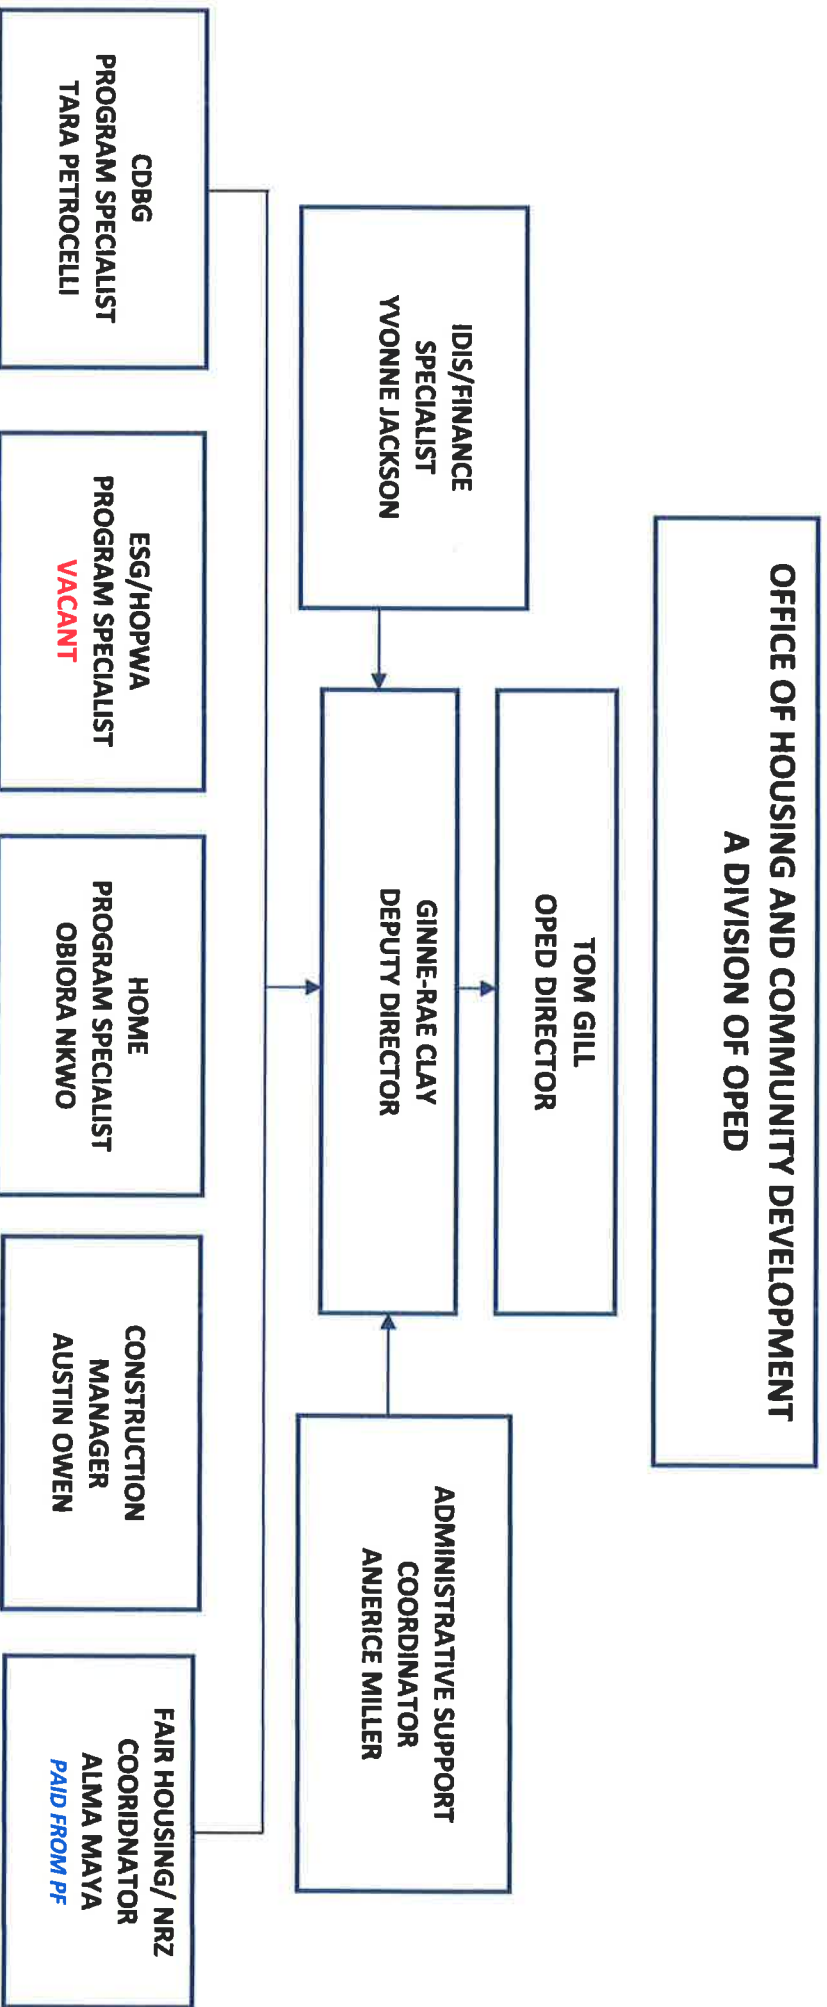 OFFICE OF HOUSING AND COMMUNITY DEVELOPMENT
A DIVISION OF OPED
TOM GILL
OPED DIRECTOR
GINNE-RAE CLAY
DEPUTY DIRECTOR
IDIS/FINANCE
SPECIALIST
YVONNE JACKSON
ADMINISTRATIVE SUPPORT
COORDINATOR
ANJERICE MILLER
CDBG
PROGRAM SPECIALIST
TARA PETROCELLI
ESG/HOPWA
PROGRAM SPECIALIST
VACANT
HOME
PROGRAM SPECIALIST
OBIORA NKWO
CONSTRUCTION
MANAGER
AUSTIN OWEN
FAIR HOUSING/ NRZ
COORIDNATOR
ALMA MAYA
PAID FROM PF